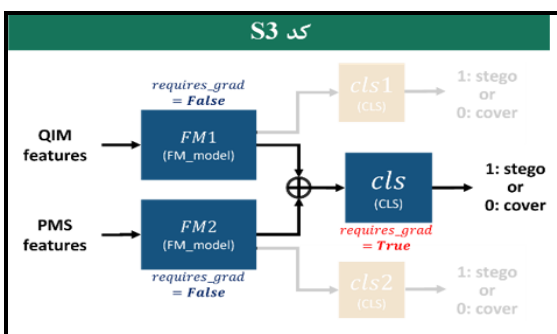 کد S3
requires_grad
= False
cls1
(CLS)
1: stego
or
0: cover
QIM
features
FM1
(FM_model)
⊕
cls
(CLS)
1: stego
or
0: cover
requires_grad
= True
PMS
features
FM2
(FM_model)
requires_grad
= False
cls2
(CLS)
1: stego
or
0: cover